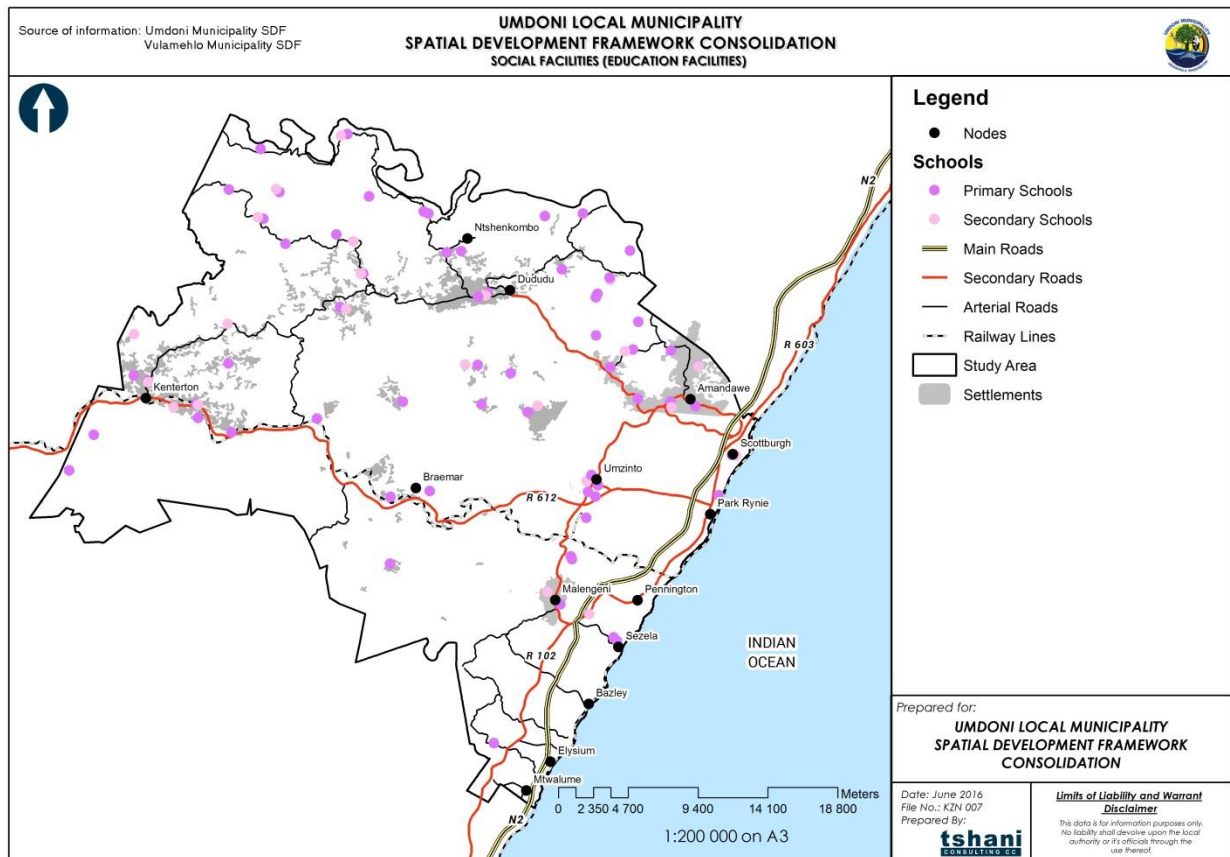 Source of information: Umdoni Municipality SDF
Vulamehlo Municipality SDF
UMDONI LOCAL MUNICIPALITY
SPATIAL DEVELOPMENT FRAMEWORK CONSOLIDATION
SOCIAL FACILITIES (EDUCATION FACILITIES)
Legend
Nodes
Schools
Primary Schools
Secondary Schools
Main Roads
Secondary Roads
Arterial Roads
Railway Lines
Study Area
Settlements
N2
Ntshenkombo
Dududu
R 603
Kenterton
Amandawe
Scottburgh
Umzinto
Braemar
R 612
Park Rynie
Malengeni
Pennington
Sezela
R 102
INDIAN
OCEAN
Bazley
Elysium
Mtwalume
N2
Meters
0 2 350 4 700 9 400 14 100 18 800
1:200 000 on A3
Prepared for:
UMDONI LOCAL MUNICIPALITY
SPATIAL DEVELOPMENT FRAMEWORK
CONSOLIDATION
Date: June 2016
File No.: KZN 007
Prepared By:
tshani
CONSULTING CC
Limits of Liability and Warrant
Disclaimer
This data is for information purposes only.
No liability shall devolve upon the local
authority or it's officials through the
use thereof.